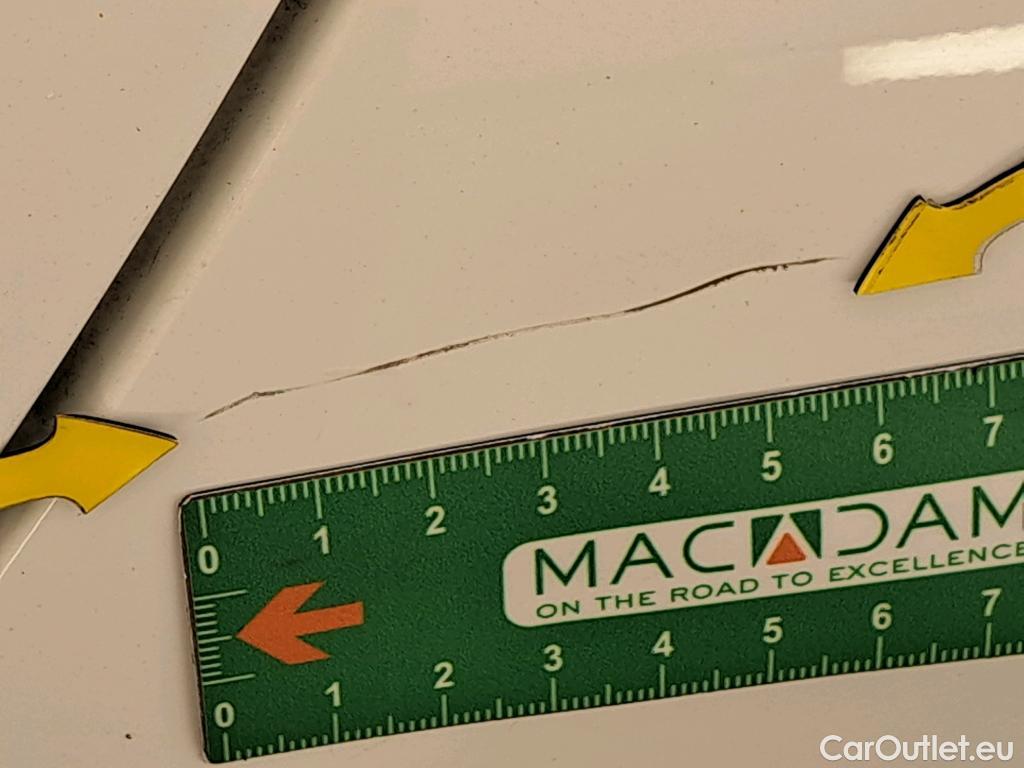 0 1 2 3 4 5 6 7
MACADAM
ON THE ROAD TO EXCELLENCE
0 1 2 3 4 5 6 7
CarOutlet.eu